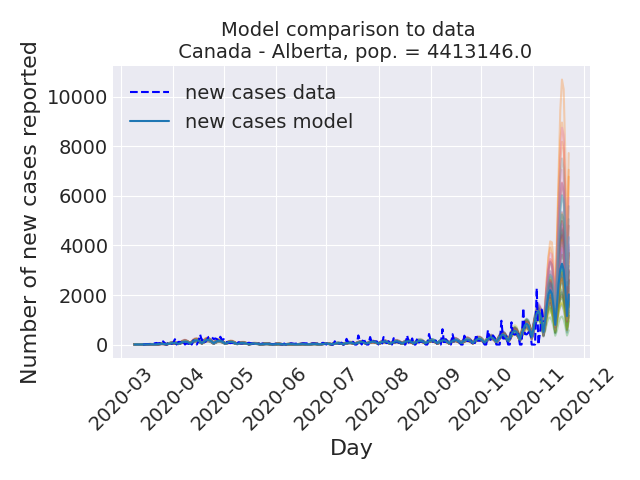 Model comparison to data
Canada - Alberta, pop. = 4413146.0
Number of new cases reported
10000
8000
6000
4000
2000
0
new cases data
new cases model
2020-03
2020-04
2020-05
2020-06
2020-07
2020-08
2020-09
2020-10
2020-11
2020-12
Day